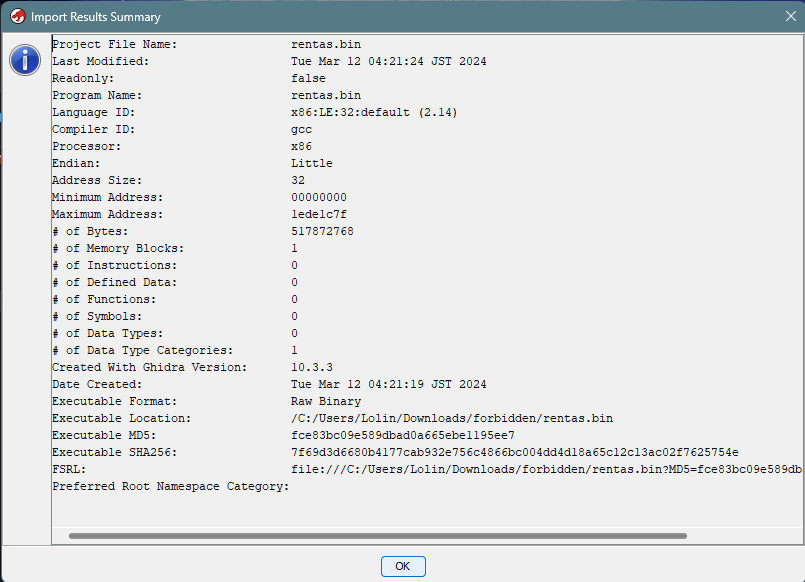 Import Results Summary
Project File Name: rentas.bin
Last Modified: Tue Mar 12 04:21:24 JST 2024
Readonly: false
Program Name: rentas.bin
Language ID: x86:LE:32:default (2.14)
Compiler ID: gcc
Processor: x86
Endian: Little
Address Size: 32
Minimum Address: 00000000
Maximum Address: 1ede1c7f
# of Bytes: 517872768
# of Memory Blocks: 1
# of Instructions: 0
# of Defined Data: 0
# of Functions: 0
# of Symbols: 0
# of Data Types: 0
# of Data Type Categories: 1
Created With Ghidra Version: 10.3.3
Date Created: Tue Mar 12 04:21:19 JST 2024
Executable Format: Raw Binary
Executable Location: /C:/Users/Lolin/Downloads/forbidden/rentas.bin
Executable MD5: fce83bc09e589dbad0a665ebe1195ee7
Executable SHA256: 7f69d3d6680b4177cab932e756c4866bc004dd4d18a65c12c13ac02f7625754e
FSRL: file:///C:/Users/Lolin/Downloads/forbidden/rentas.bin?MD5=fce83bc09e589db
Preferred Root Namespace Category:
OK